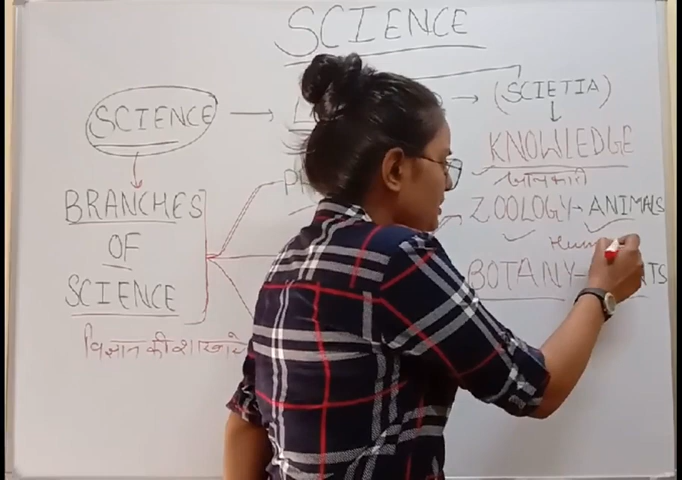 SCIENCE
SCIENCE
(SCIETIA)
KNOWLEDGE
जानकारी
BRANCHES
OF
SCIENCE
विज्ञान की शाखाये
ZOOLOGY - ANIMALS
BOTANY -